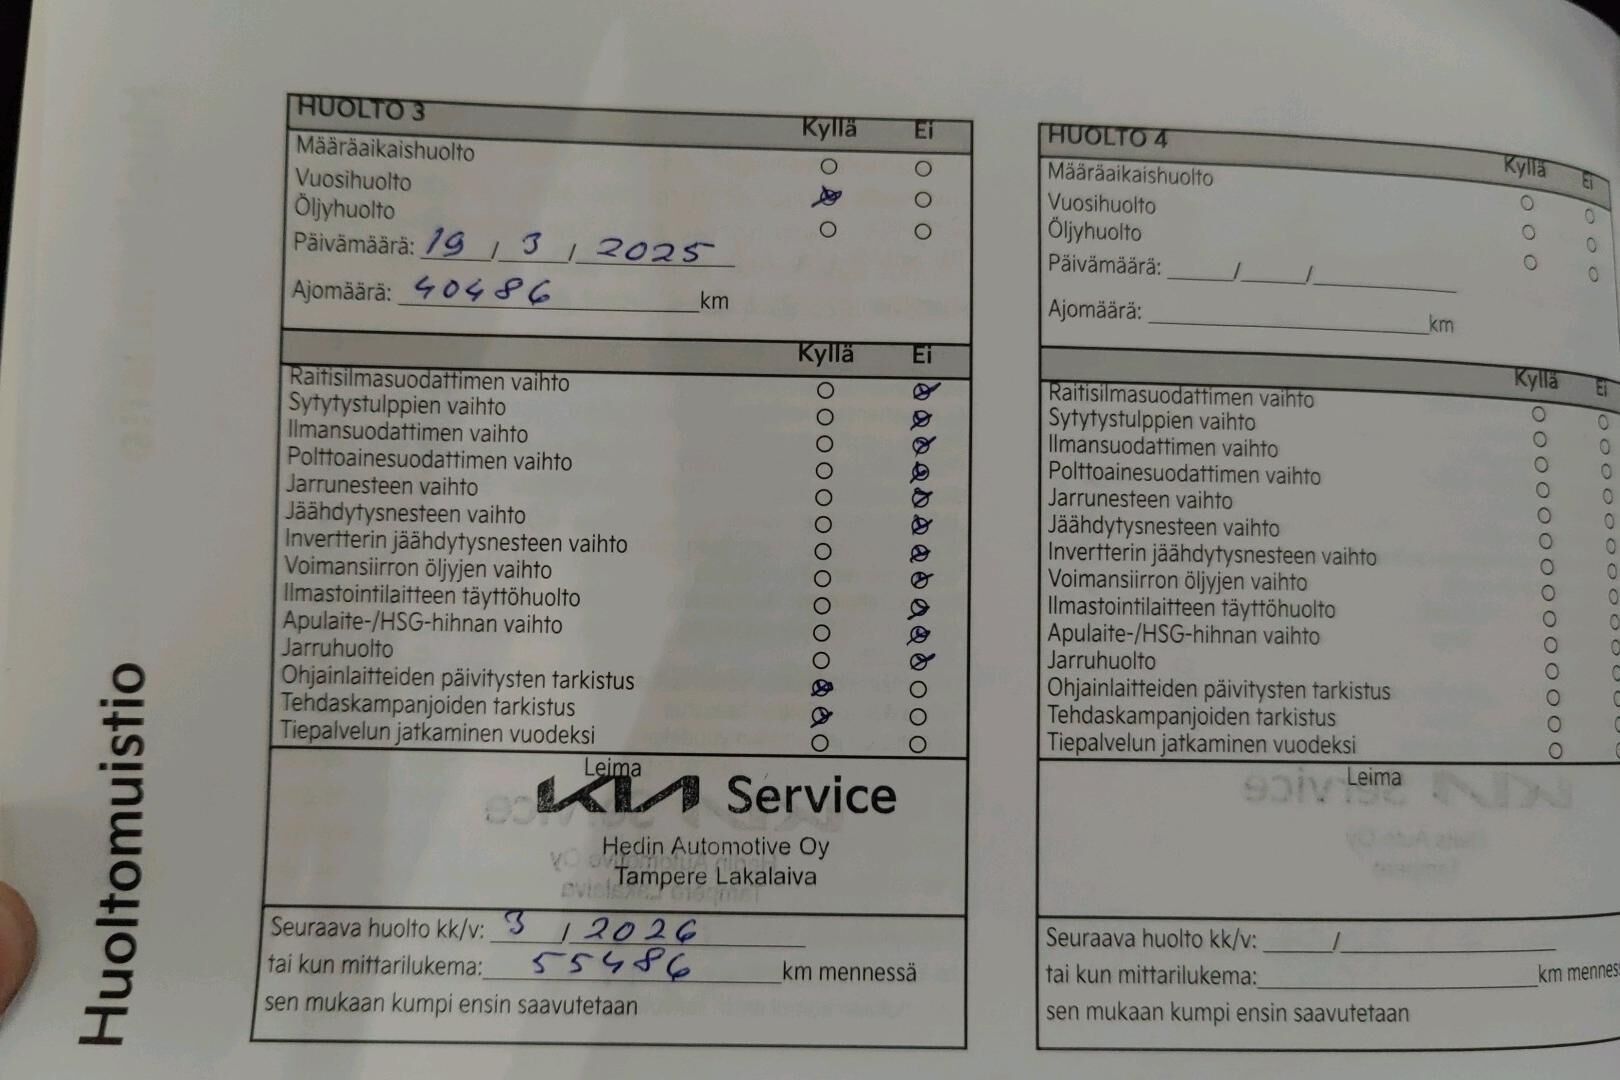 Huoltomuistio
HUOLTO 3
Kyllä Ei
Määräaikaishuolto
Vuosihuolto
Öljyhuolto
Päivämäärä: 19 / 3 / 2025
Ajomäärä: 40486 km
Kyllä Ei
Raitisilmasuodattimen vaihto
Sytytystulppien vaihto
Ilmansuodattimen vaihto
Polttoainesuodattimen vaihto
Jarrunesteen vaihto
Jäähdytysnesteen vaihto
Invertterin jäähdytysnesteen vaihto
Voimansiirron öljyjen vaihto
Ilmastointilaitteen täyttöhuolto
Apulaite-/HSG-hihnan vaihto
Jarruhuolto
Ohjainlaitteiden päivitysten tarkistus
Tehdaskampanjoiden tarkistus
Tiepalvelun jatkaminen vuodeksi
Leima
KIA Service
Hedin Automotive Oy
Tampere Lakalaiva
Seuraava huolto kk/v: 3 / 2026
tai kun mittarilukema: 55486 km mennessä
sen mukaan kumpi ensin saavutetaan
HUOLTO 4
Kyllä Ei
Määräaikaishuolto
Vuosihuolto
Öljyhuolto
Päivämäärä: / /
Ajomäärä: km
Kyllä Ei
Raitisilmasuodattimen vaihto
Sytytystulppien vaihto
Ilmansuodattimen vaihto
Polttoainesuodattimen vaihto
Jarrunesteen vaihto
Jäähdytysnesteen vaihto
Invertterin jäähdytysnesteen vaihto
Voimansiirron öljyjen vaihto
Ilmastointilaitteen täyttöhuolto
Apulaite-/HSG-hihnan vaihto
Jarruhuolto
Ohjainlaitteiden päivitysten tarkistus
Tehdaskampanjoiden tarkistus
Tiepalvelun jatkaminen vuodeksi
Leima
Seuraava huolto kk/v: /
tai kun mittarilukema: km mennes
sen mukaan kumpi ensin saavutetaan